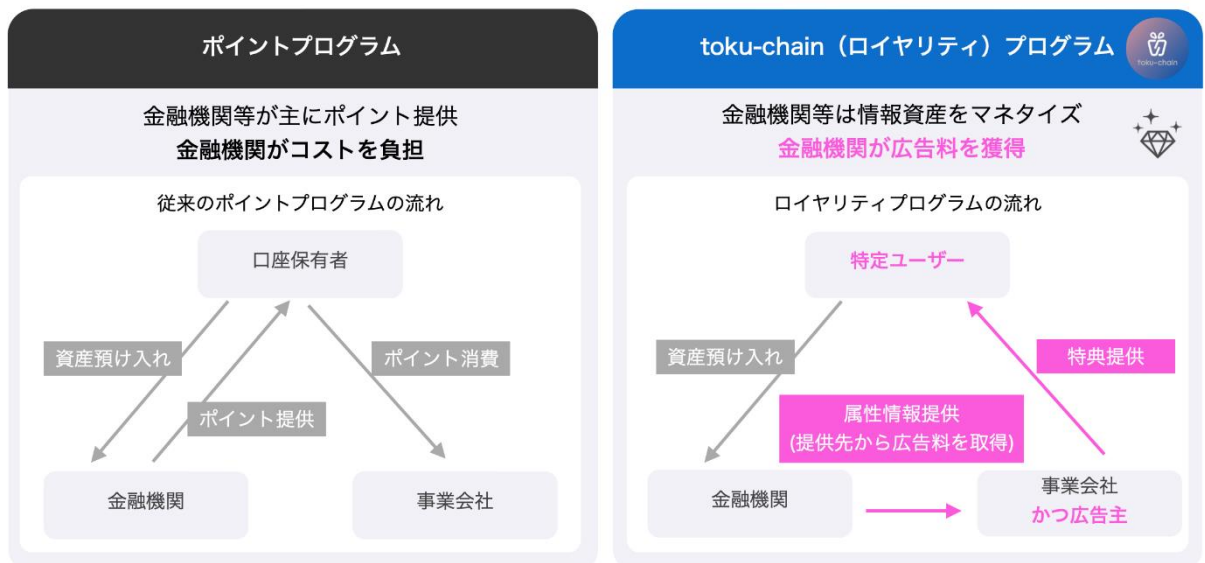 ポイントプログラム
金融機関等が主にポイント提供
金融機関がコストを負担
従来のポイントプログラムの流れ
口座保有者
資産預け入れ
ポイント消費
ポイント提供
金融機関
事業会社
toku-chain（ロイヤリティ）プログラム
toku-chain
金融機関等は情報資産をマネタイズ
金融機関が広告料を獲得
ロイヤリティプログラムの流れ
特定ユーザー
資産預け入れ
特典提供
属性情報提供
(提供先から広告料を取得)
金融機関
事業会社
かつ広告主